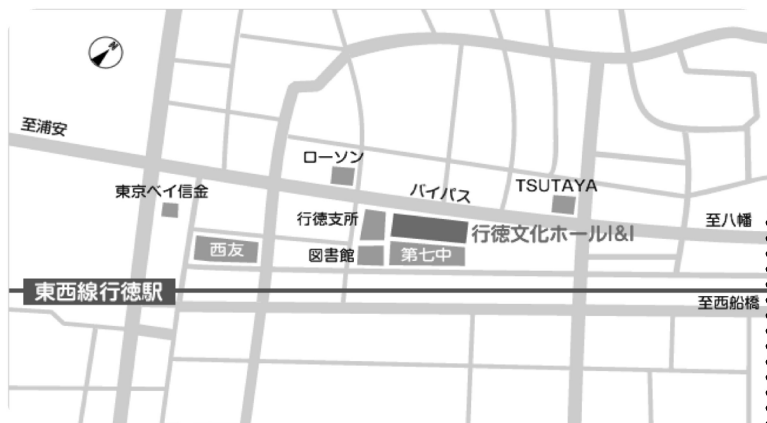 N
至浦安
ローソン
東京ベイ信金
バイパス
TSUTAYA
行徳支所
至八幡
行徳文化ホールI&I
西友
図書館
第七中
東西線行徳駅
至西船橋